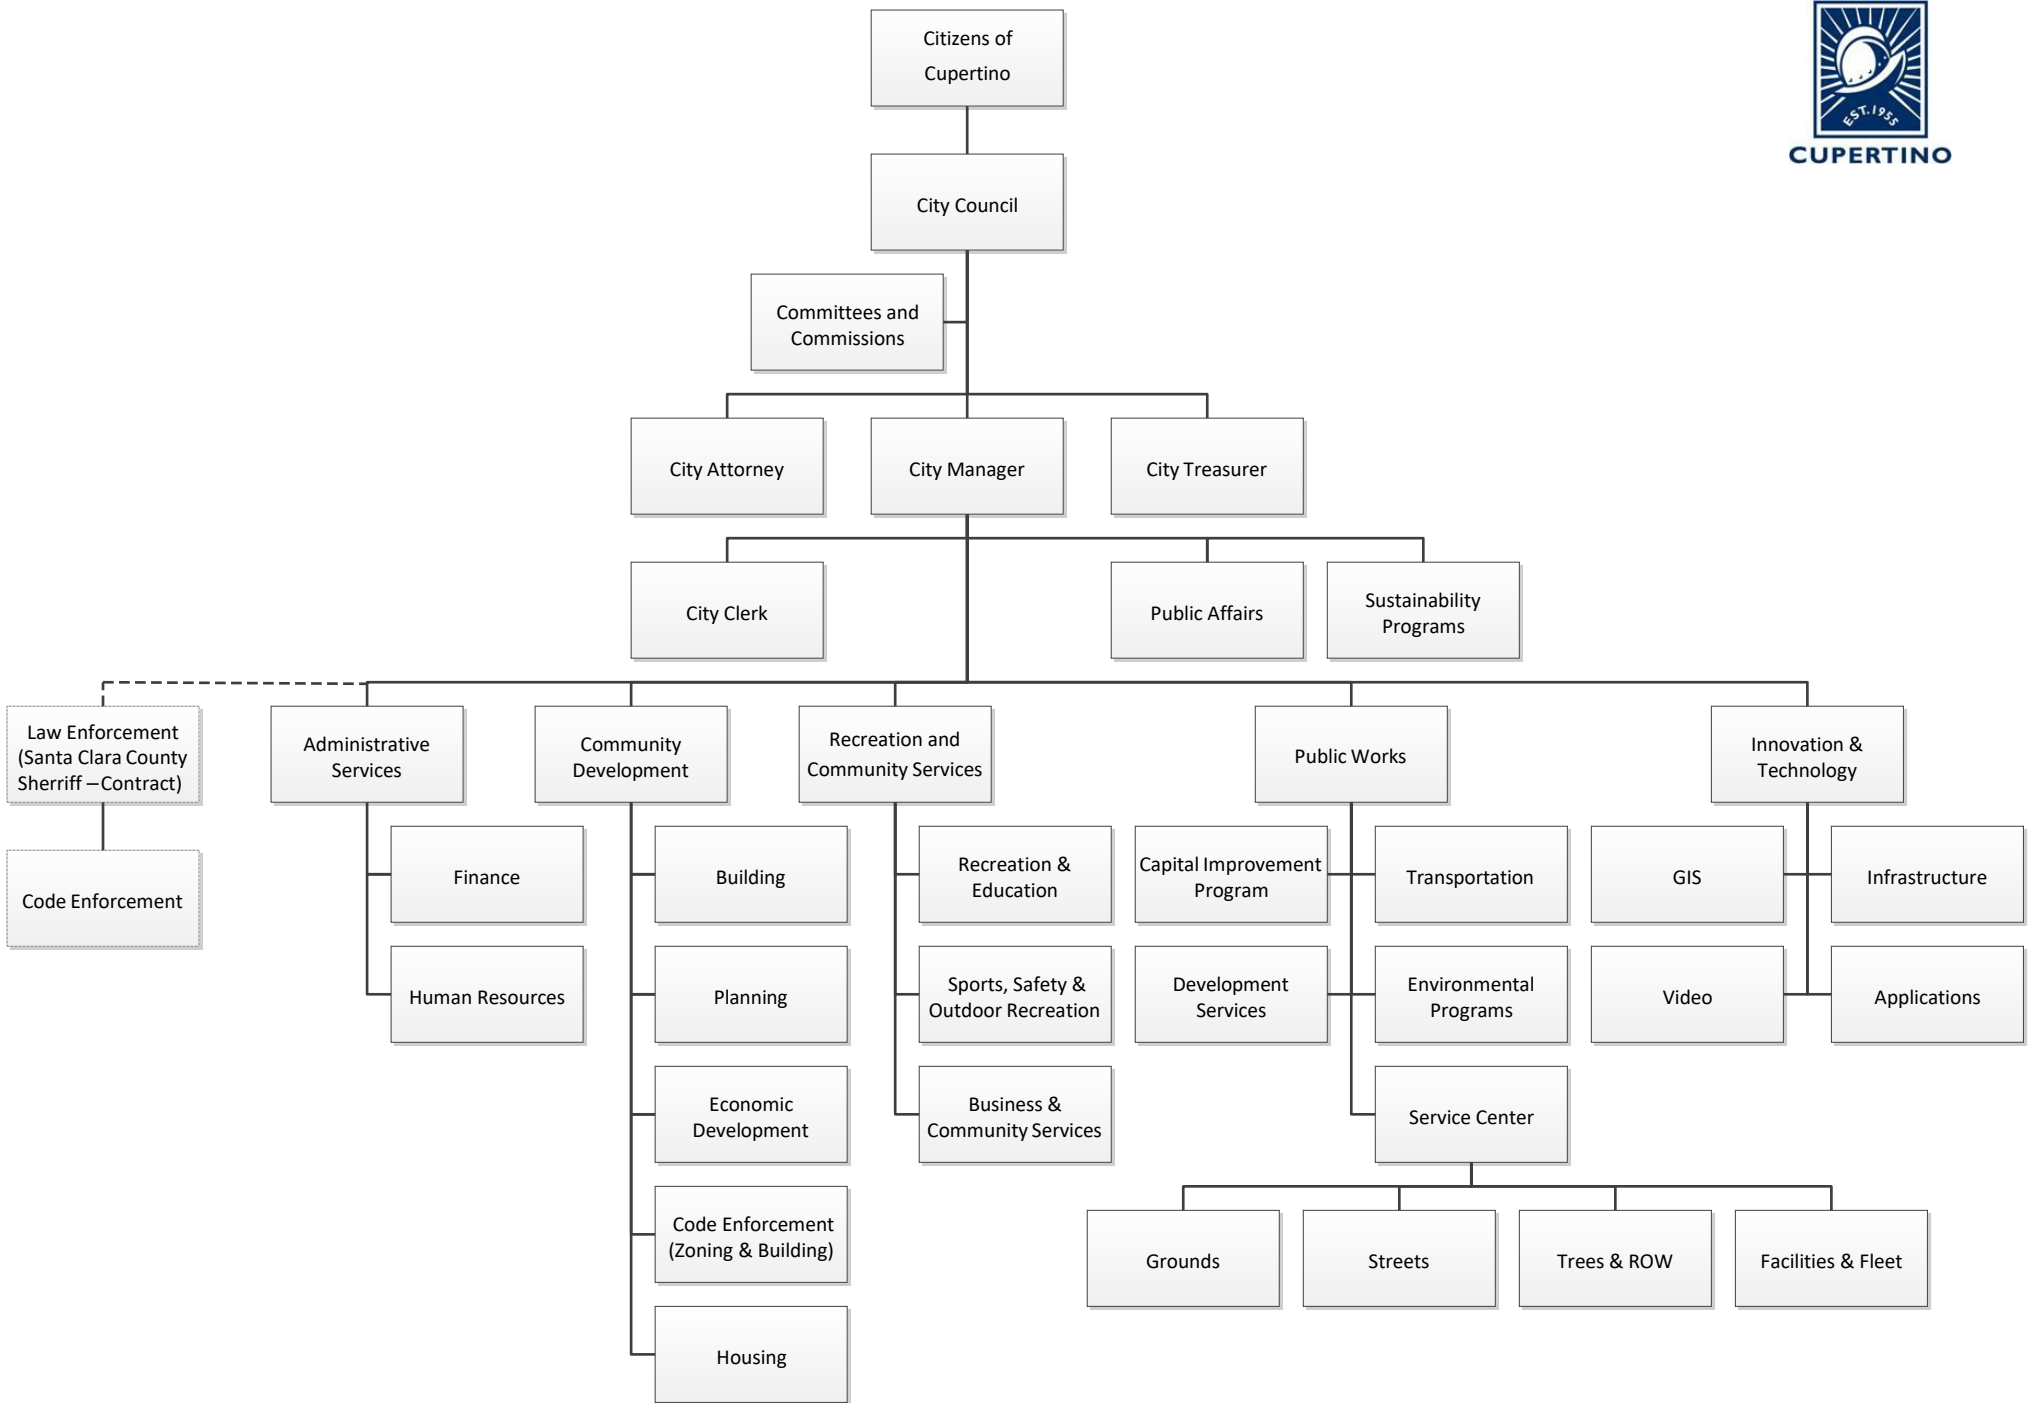 EST. 1955
CUPERTINO
Citizens of
Cupertino
City Council
Committees and
Commissions
City Attorney
City Manager
City Treasurer
City Clerk
Public Affairs
Sustainability
Programs
Law Enforcement
(Santa Clara County
Sherriff – Contract)
Administrative
Services
Community
Development
Recreation and
Community Services
Public Works
Innovation &
Technology
Code Enforcement
Finance
Human Resources
Building
Planning
Economic
Development
Code Enforcement
(Zoning & Building)
Housing
Recreation &
Education
Sports, Safety &
Outdoor Recreation
Business &
Community Services
Capital Improvement
Program
Transportation
Development
Services
Environmental
Programs
Service Center
GIS
Infrastructure
Video
Applications
Grounds
Streets
Trees & ROW
Facilities & Fleet